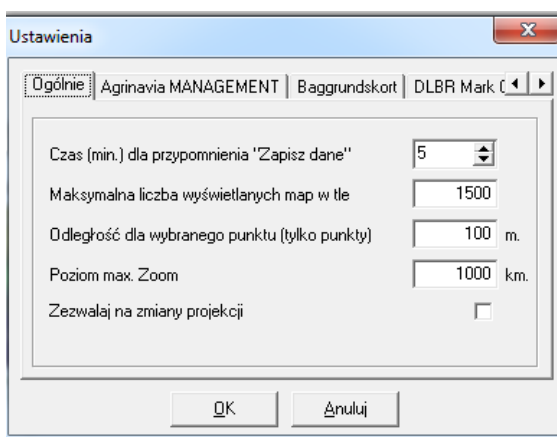 Ustawienia
Ogólnie Agrinavia MANAGEMENT Baggrundskort DLBR Mark
Czas (min.) dla przypomnienia "Zapisz dane" 5
Maksymalna liczba wyświetlanych map w tle 1500
Odległość dla wybranego punktu (tylko punkty) 100 m.
Poziom max. Zoom 1000 km.
Zezwalaj na zmiany projekcji
OK Anuluj